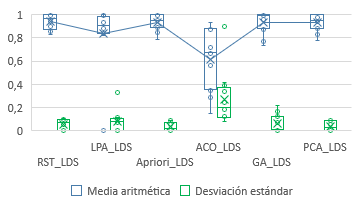 1
0,8
0,6
0,4
0,2
0
LPA_LDS ACO_LDS PCA_LDS
RST_LDS Apriori_LDS GA_LDS
Media aritmética Desviación estándar